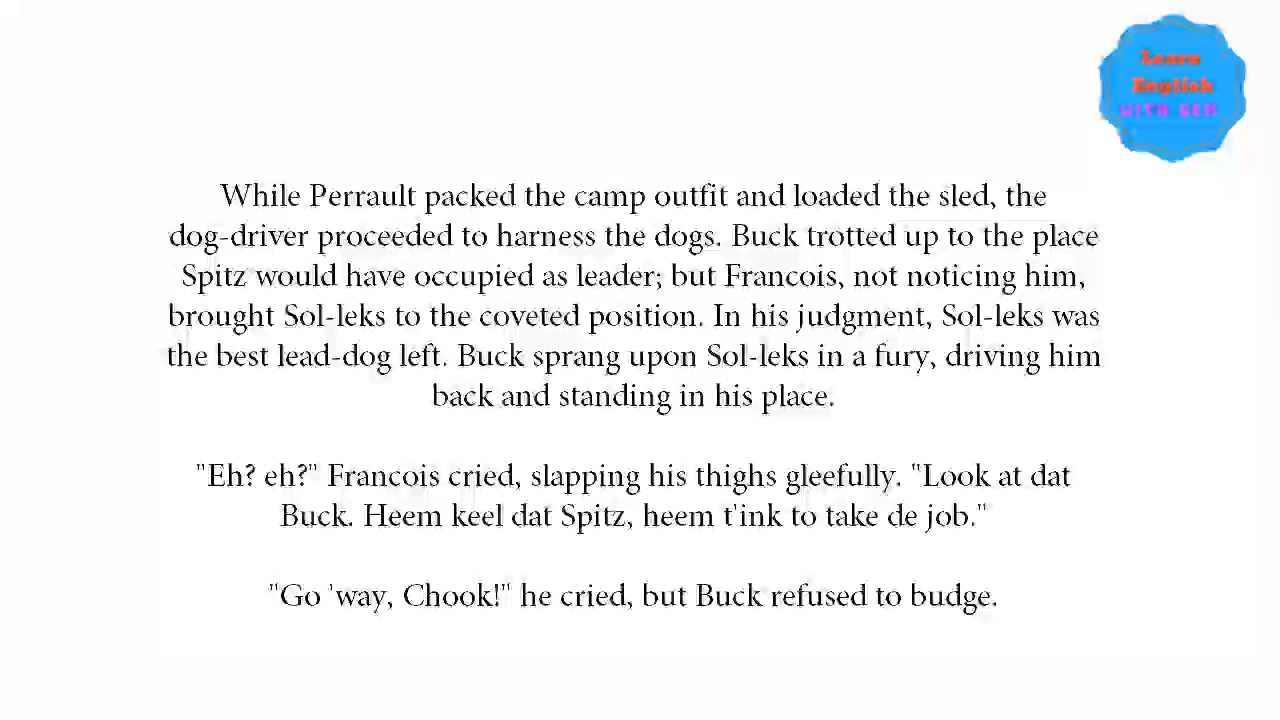 Learn
English
WITH GEM
While Perrault packed the camp outfit and loaded the sled, the
dog-driver proceeded to harness the dogs. Buck trotted up to the place
Spitz would have occupied as leader; but Francois, not noticing him,
brought Sol-leks to the coveted position. In his judgment, Sol-leks was
the best lead-dog left. Buck sprang upon Sol-leks in a fury, driving him
back and standing in his place.
"Eh? eh?" Francois cried, slapping his thighs gleefully. "Look at dat
Buck. Heem keel dat Spitz, heem t'ink to take de job."
"Go 'way, Chook!" he cried, but Buck refused to budge.